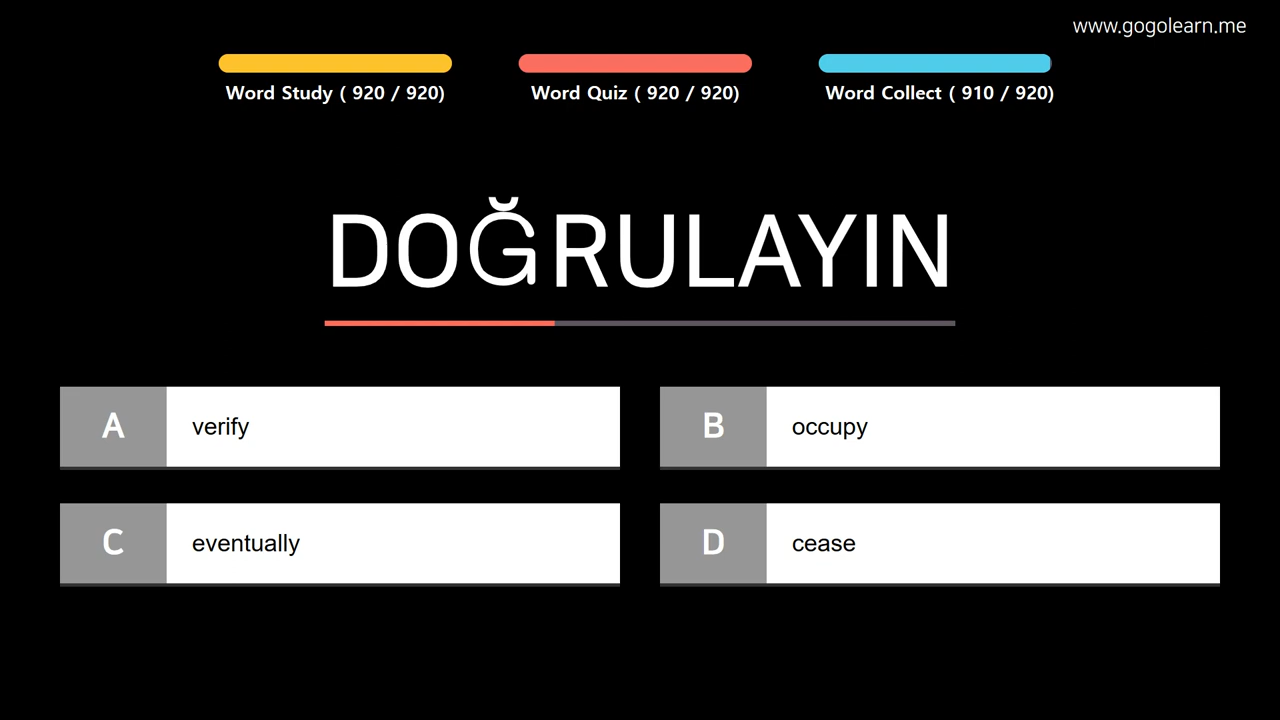 www.gogolearn.me
Word Study ( 920 / 920)
Word Quiz ( 920 / 920)
Word Collect ( 910 / 920)
DOĞRULAYIN
A verify
B occupy
C eventually
D cease